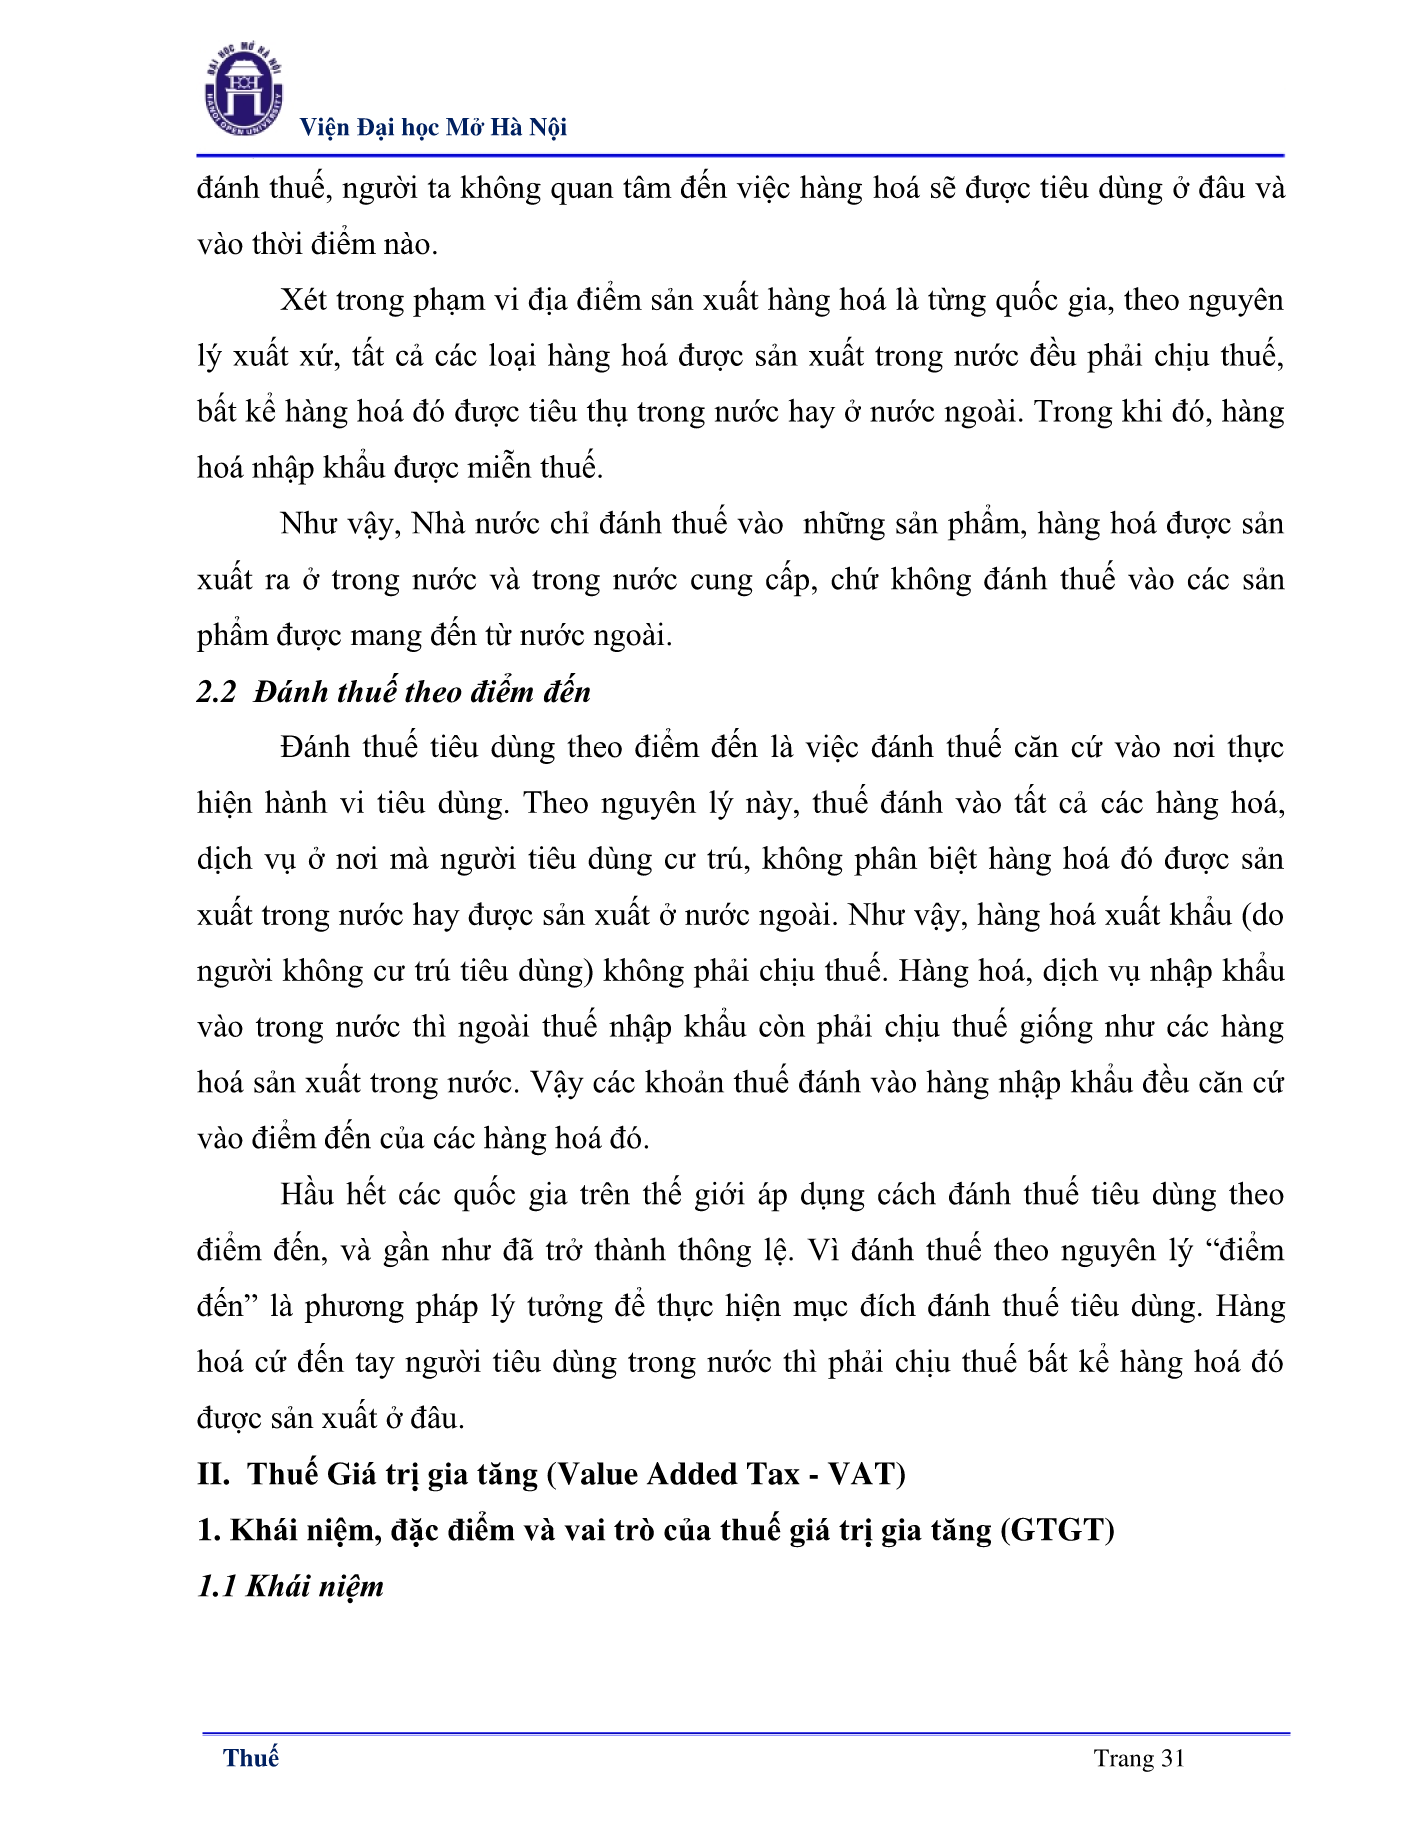 ĐẠI HỌC MỞ HÀ NỘI
HANOI OPEN UNIVERSITY
Viện Đại học Mở Hà Nội
đánh thuế, người ta không quan tâm đến việc hàng hoá sẽ được tiêu dùng ở đâu và
vào thời điểm nào.
Xét trong phạm vi địa điểm sản xuất hàng hoá là từng quốc gia, theo nguyên
lý xuất xứ, tất cả các loại hàng hoá được sản xuất trong nước đều phải chịu thuế,
bất kể hàng hoá đó được tiêu thụ trong nước hay ở nước ngoài. Trong khi đó, hàng
hoá nhập khẩu được miễn thuế.
Như vậy, Nhà nước chỉ đánh thuế vào  những sản phẩm, hàng hoá được sản
xuất ra ở trong nước và trong nước cung cấp, chứ không đánh thuế vào các sản
phẩm được mang đến từ nước ngoài.
2.2  Đánh thuế theo điểm đến
Đánh thuế tiêu dùng theo điểm đến là việc đánh thuế căn cứ vào nơi thực
hiện hành vi tiêu dùng. Theo nguyên lý này, thuế đánh vào tất cả các hàng hoá,
dịch vụ ở nơi mà người tiêu dùng cư trú, không phân biệt hàng hoá đó được sản
xuất trong nước hay được sản xuất ở nước ngoài. Như vậy, hàng hoá xuất khẩu (do
người không cư trú tiêu dùng) không phải chịu thuế. Hàng hoá, dịch vụ nhập khẩu
vào trong nước thì ngoài thuế nhập khẩu còn phải chịu thuế giống như các hàng
hoá sản xuất trong nước. Vậy các khoản thuế đánh vào hàng nhập khẩu đều căn cứ
vào điểm đến của các hàng hoá đó.
Hầu hết các quốc gia trên thế giới áp dụng cách đánh thuế tiêu dùng theo
điểm đến, và gần như đã trở thành thông lệ. Vì đánh thuế theo nguyên lý “điểm
đến” là phương pháp lý tưởng để thực hiện mục đích đánh thuế tiêu dùng. Hàng
hoá cứ đến tay người tiêu dùng trong nước thì phải chịu thuế bất kể hàng hoá đó
được sản xuất ở đâu.
II.  Thuế Giá trị gia tăng (Value Added Tax - VAT)
1. Khái niệm, đặc điểm và vai trò của thuế giá trị gia tăng (GTGT)
1.1 Khái niệm
Thuế
Trang 31